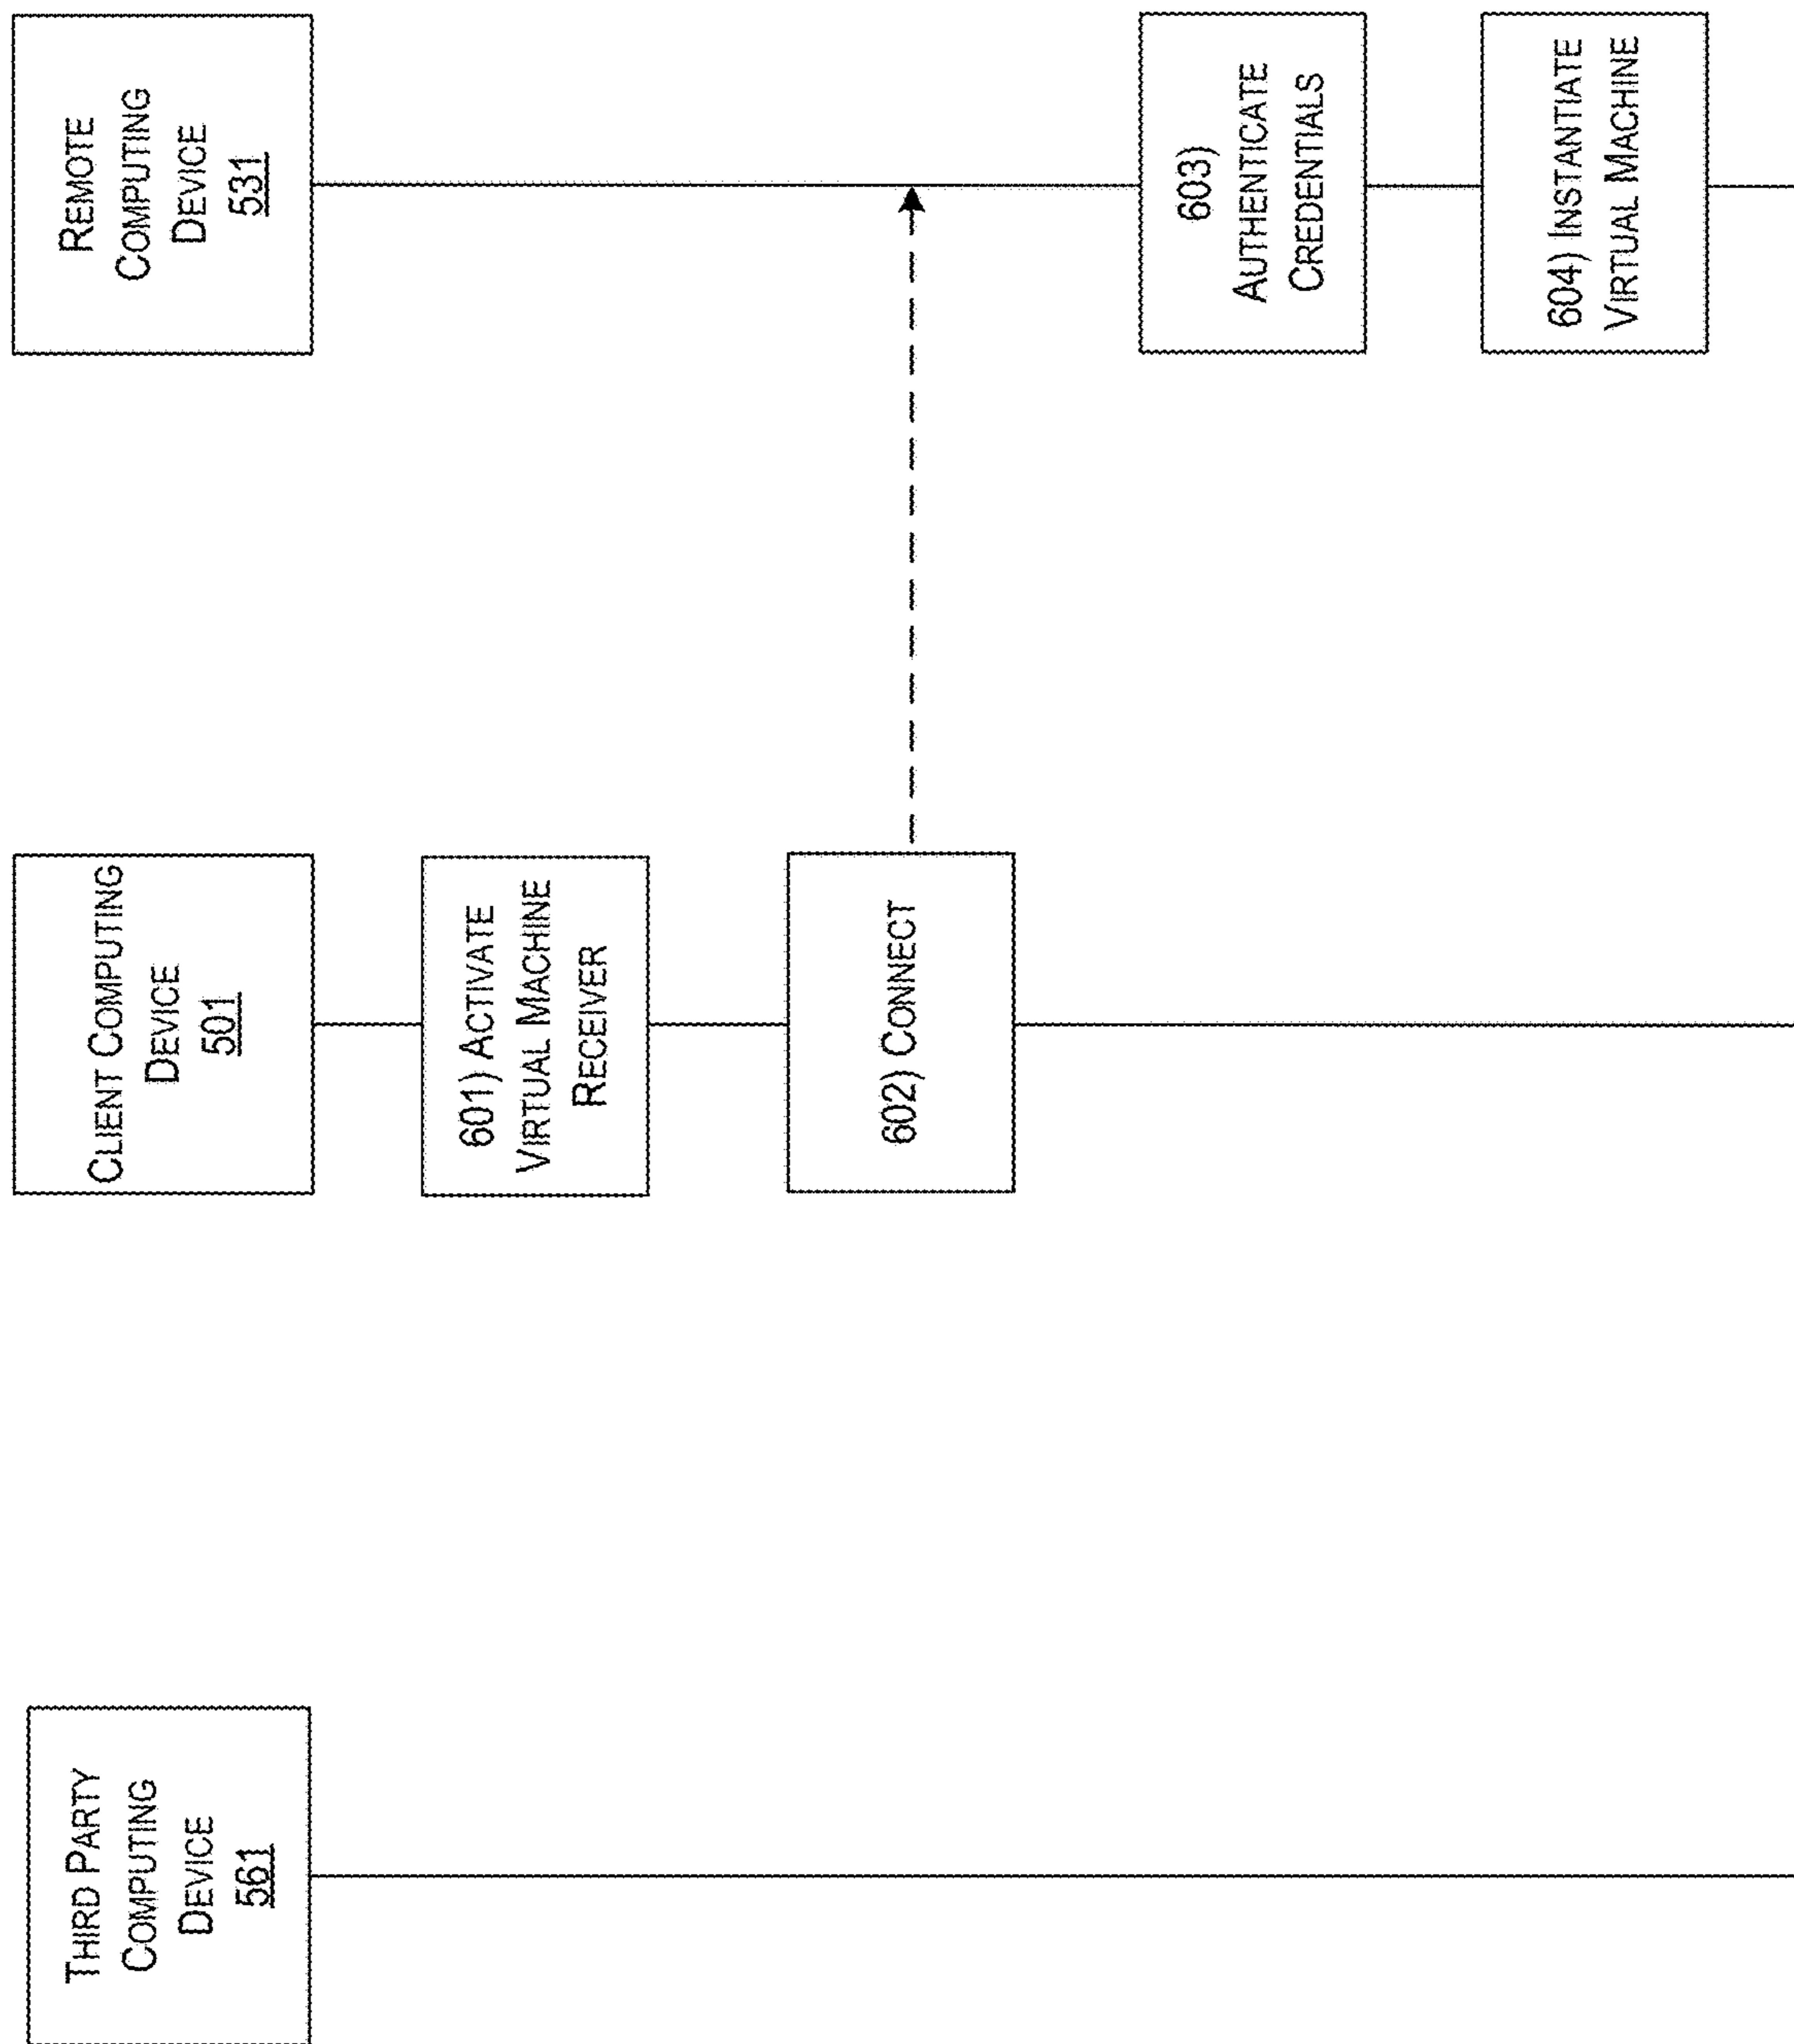 THIRD PARTY
COMPUTING
DEVICE
561
CLIENT COMPUTING
DEVICE
501
REMOTE
COMPUTING
DEVICE
531
601) ACTIVATE
VIRTUAL MACHINE
RECEIVER
602) CONNECT
603)
AUTHENTICATE
CREDENTIALS
604) INSTANTIATE
VIRTUAL MACHINE